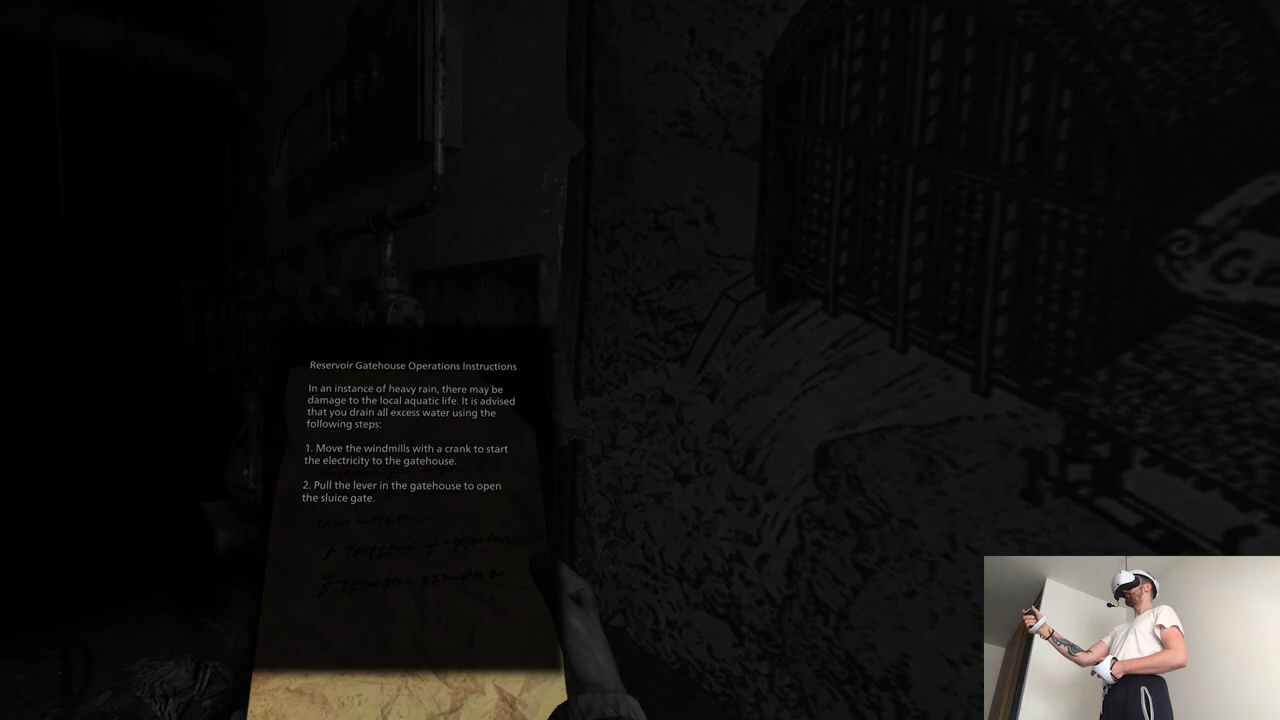 Reservoir Gatehouse Operations Instructions
In an instance of heavy rain, there may be
damage to the local aquatic life. It is advised
that you drain all excess water using the
following steps:
1. Move the windmills with a crank to start
the electricity to the gatehouse.
2. Pull the lever in the gatehouse to open
the sluice gate.